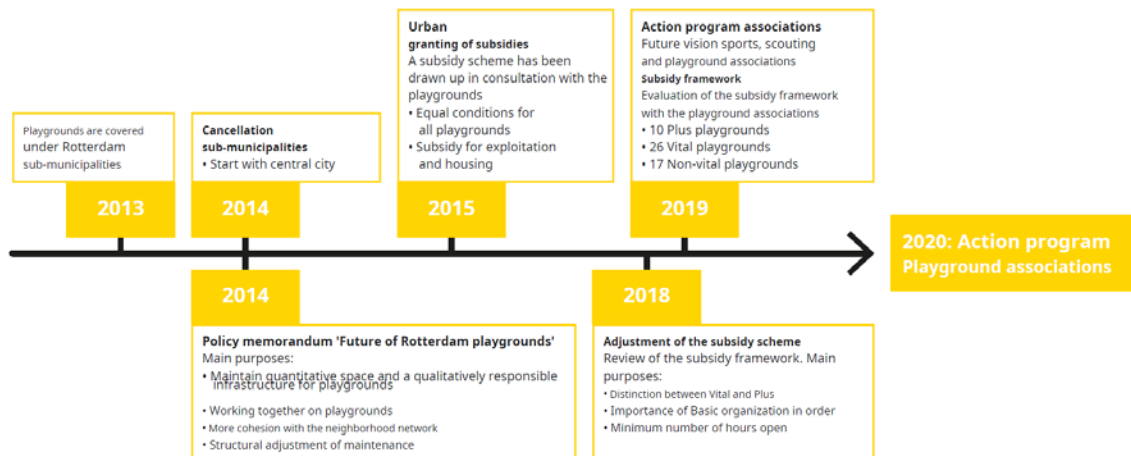 Playgrounds are covered
under Rotterdam
sub-municipalities
2013
Cancellation
sub-municipalities
• Start with central city
2014
Urban
granting of subsidies
A subsidy scheme has been
drawn up in consultation with the
playgrounds
• Equal conditions for
all playgrounds
• Subsidy for exploitation
and housing
2015
Action program associations
Future vision sports, scouting
and playground associations
Subsidy framework
Evaluation of the subsidy framework
with the playground associations
• 10 Plus playgrounds
• 26 Vital playgrounds
• 17 Non-vital playgrounds
2019
2020: Action program
Playground associations
2014
Policy memorandum 'Future of Rotterdam playgrounds'
Main purposes:
• Maintain quantitative space and a qualitatively responsible
infrastructure for playgrounds
• Working together on playgrounds
• More cohesion with the neighborhood network
• Structural adjustment of maintenance
2018
Adjustment of the subsidy scheme
Review of the subsidy framework. Main
purposes:
• Distinction between Vital and Plus
• Importance of Basic organization in order
• Minimum number of hours open